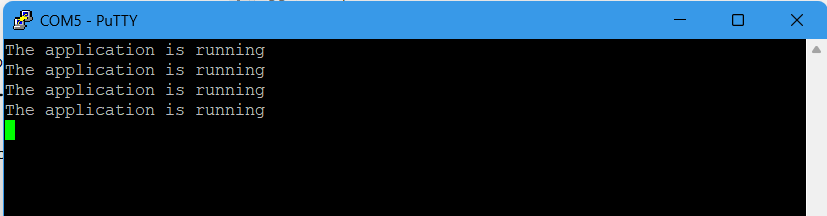 COM5 - PuTTY
The application is running
The application is running
The application is running
The application is running